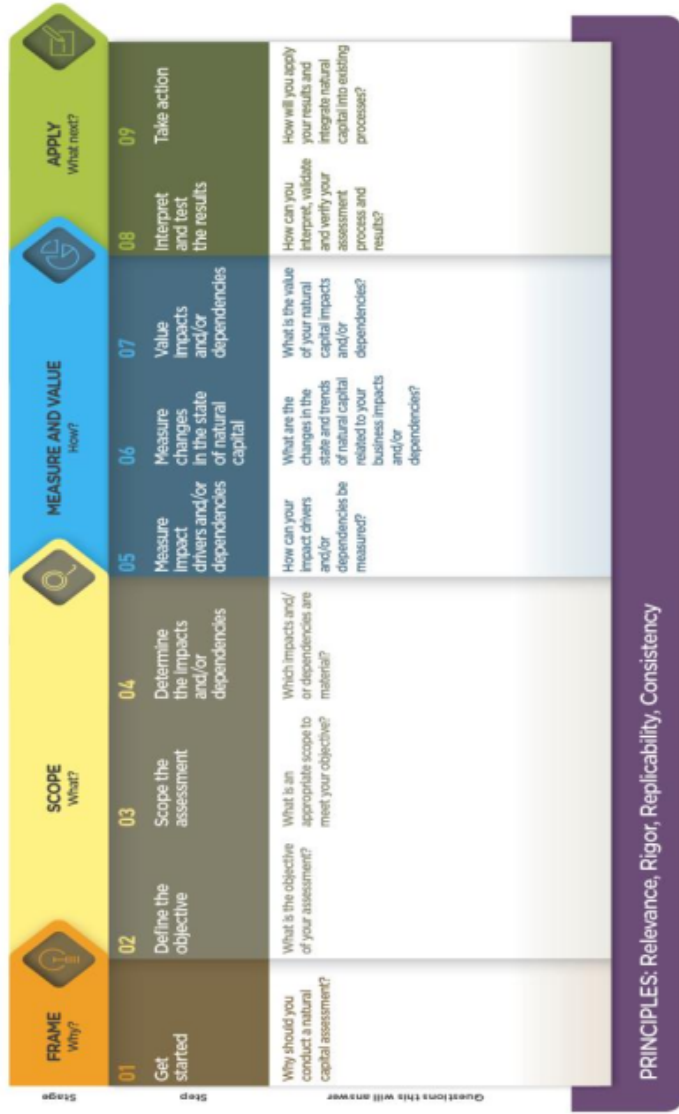 Stage
FRAME
Why?
SCOPE
What?
MEASURE AND VALUE
How?
APPLY
What next?
Step
01
Get
started
02
Define the
objective
03
Scope the
assessment
04
Determine
the impacts
and/or
dependencies
05
Measure
impact
drivers and/or
dependencies
06
Measure
changes
in the state
of natural
capital
07
Value
impacts
and/or
dependencies
08
Interpret
and test
the results
09
Take action
Questions this will answer
Why should you
conduct a natural
capital assessment?
What is the objective
of your assessment?
What is an
appropriate scope to
meet your objective?
Which impacts and/
or dependencies are
material?
How can your
impact drivers
and/or
dependencies be
measured?
What are the
changes in the
state and trends
of natural capital
related to your
business impacts
and/or
dependencies?
What is the value
of your natural
capital impacts
and/or
dependencies?
How can you
interpret, validate
and verify your
assessment
process and
results?
How will you apply
your results and
integrate natural
capital into existing
processes?
PRINCIPLES: Relevance, Rigor, Replicability, Consistency